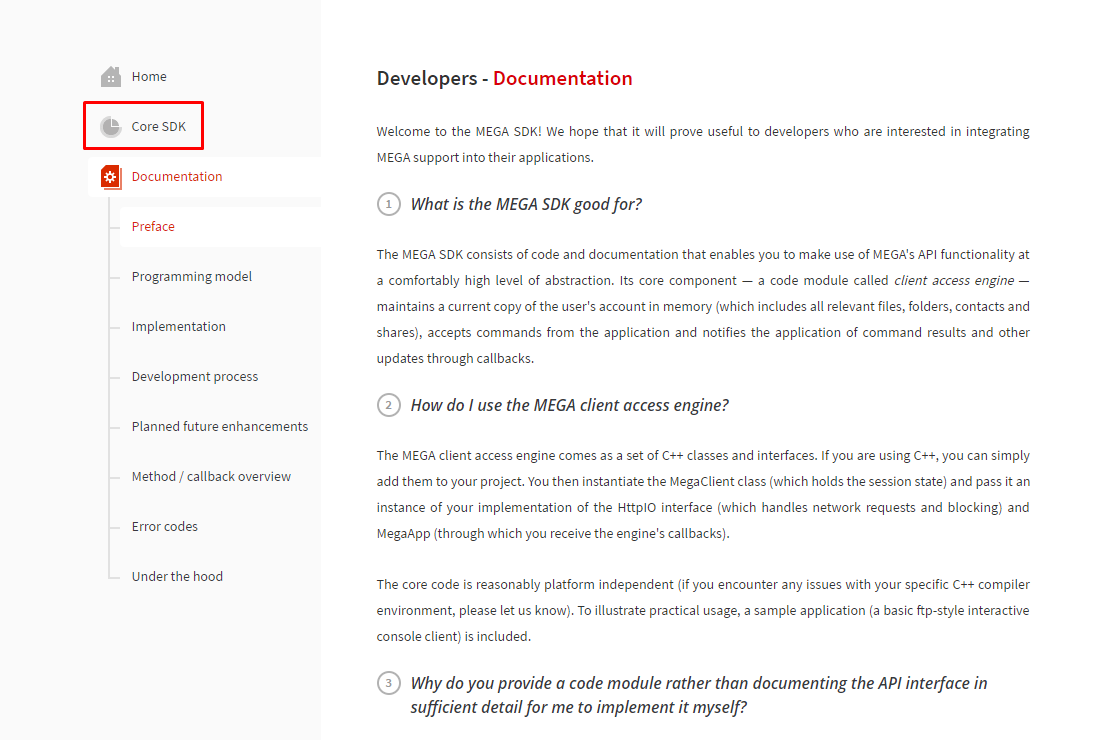 Home
Core SDK
Documentation
Preface
Programming model
Implementation
Development process
Planned future enhancements
Method / callback overview
Error codes
Under the hood
Developers - Documentation
Welcome to the MEGA SDK! We hope that it will prove useful to developers who are interested in integrating
MEGA support into their applications.
1 What is the MEGA SDK good for?
The MEGA SDK consists of code and documentation that enables you to make use of MEGA's API functionality at
a comfortably high level of abstraction. Its core component — a code module called client access engine —
maintains a current copy of the user's account in memory (which includes all relevant files, folders, contacts and
shares), accepts commands from the application and notifies the application of command results and other
updates through callbacks.
2 How do I use the MEGA client access engine?
The MEGA client access engine comes as a set of C++ classes and interfaces. If you are using C++, you can simply
add them to your project. You then instantiate the MegaClient class (which holds the session state) and pass it an
instance of your implementation of the HttpIO interface (which handles network requests and blocking) and
MegaApp (through which you receive the engine's callbacks).
The core code is reasonably platform independent (if you encounter any issues with your specific C++ compiler
environment, please let us know). To illustrate practical usage, a sample application (a basic ftp-style interactive
console client) is included.
3 Why do you provide a code module rather than documenting the API interface in
sufficient detail for me to implement it myself?